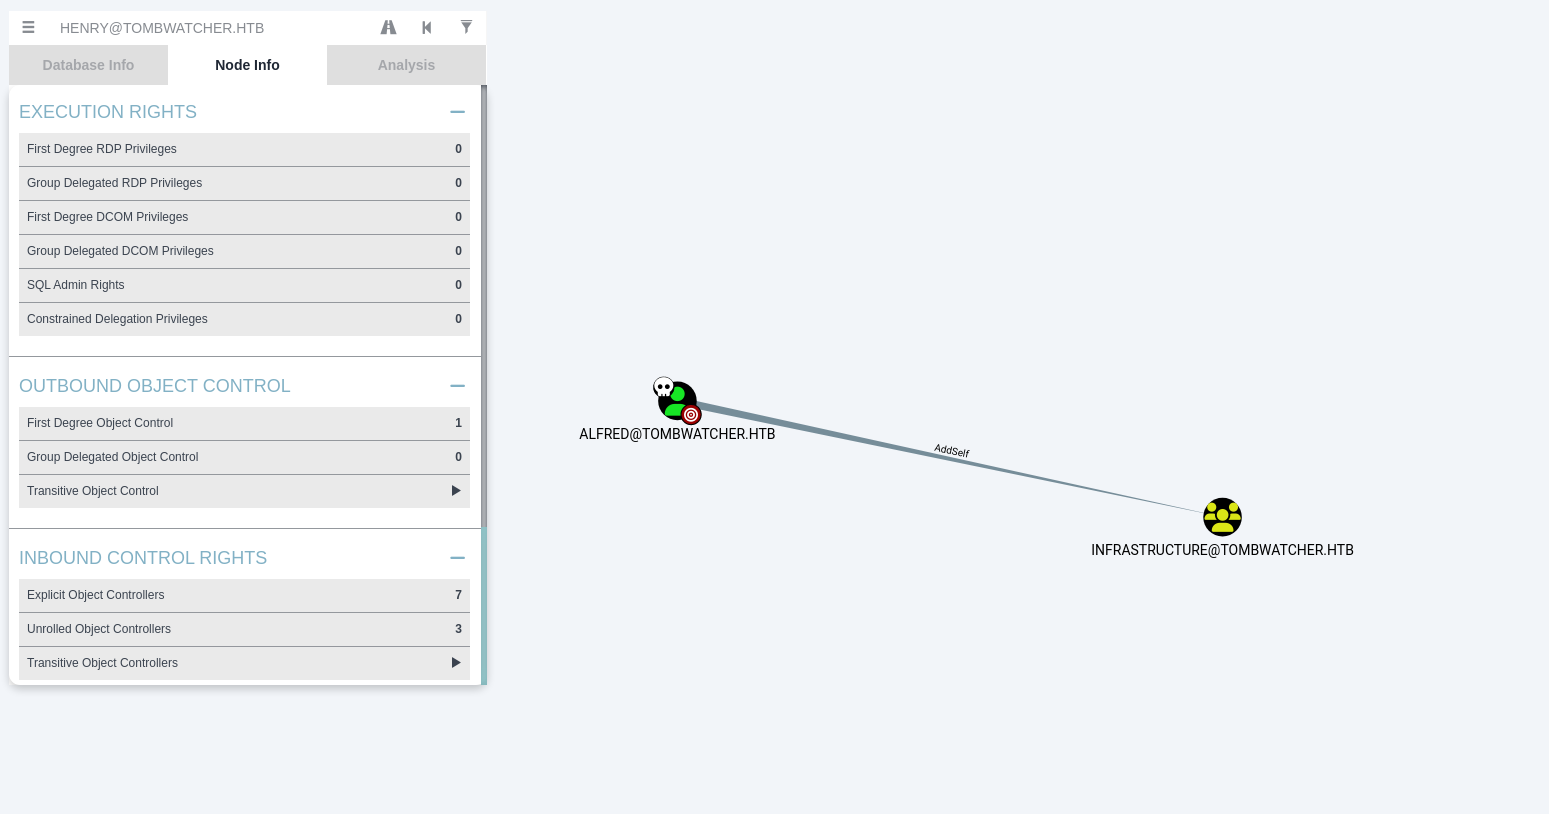 HENRY@TOMBWATCHER.HTB
Database Info Node Info Analysis
EXECUTION RIGHTS
First Degree RDP Privileges 0
Group Delegated RDP Privileges 0
First Degree DCOM Privileges 0
Group Delegated DCOM Privileges 0
SQL Admin Rights 0
Constrained Delegation Privileges 0
OUTBOUND OBJECT CONTROL
First Degree Object Control 1
Group Delegated Object Control 0
Transitive Object Control
INBOUND CONTROL RIGHTS
Explicit Object Controllers 7
Unrolled Object Controllers 3
Transitive Object Controllers
ALFRED@TOMBWATCHER.HTB
AddSelf
INFRASTRUCTURE@TOMBWATCHER.HTB